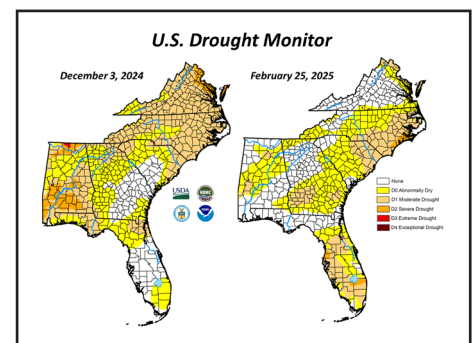 U.S. Drought Monitor
December 3, 2024
February 25, 2025
USDA
None
D0 Abnormally Dry
D1 Moderate Drought
D2 Severe Drought
D3 Extreme Drought
D4 Exceptional Drought